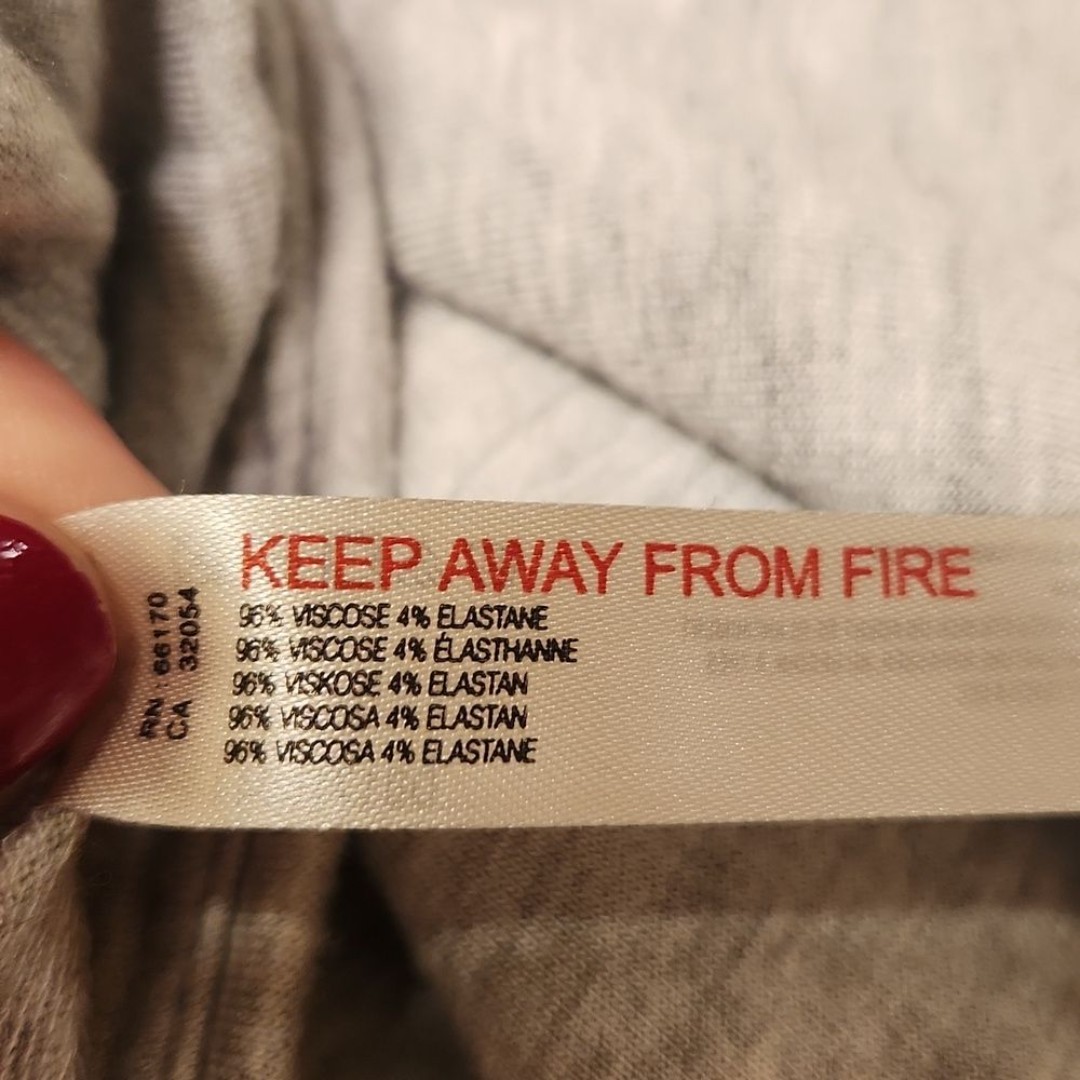 KEEP AWAY FROM FIRE
96% VISCOSE 4% ELASTANE
96% VISCOSE 4% ÉLASTHANNE
96% VISKOSE 4% ELASTAN
96% VISCOSA 4% ELASTAN
96% VISCOSA 4% ELASTANE
RN 66170
CA 32054